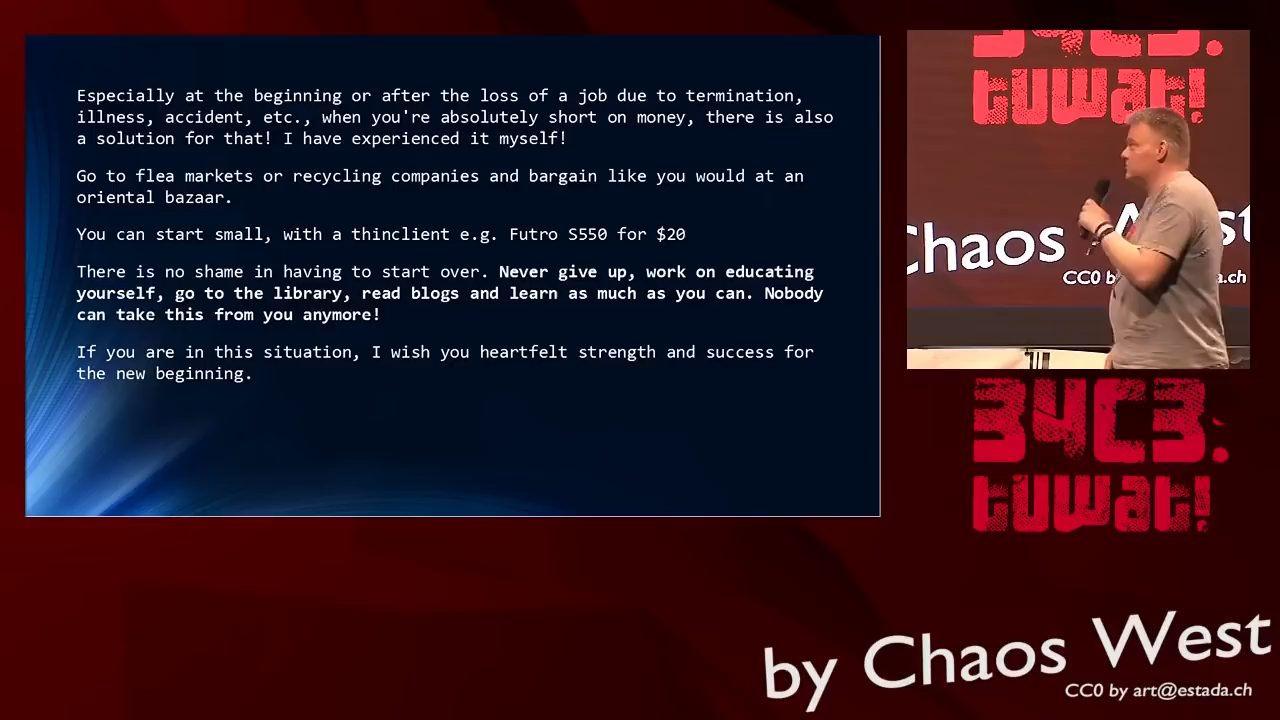 Especially at the beginning or after the loss of a job due to termination,
illness, accident, etc., when you're absolutely short on money, there is also
a solution for that! I have experienced it myself!
Go to flea markets or recycling companies and bargain like you would at an
oriental bazaar.
You can start small, with a thinclient e.g. Futro S550 for $20
There is no shame in having to start over. Never give up, work on educating
yourself, go to the library, read blogs and learn as much as you can. Nobody
can take this from you anymore!
If you are in this situation, I wish you heartfelt strength and success for
the new beginning.
34C3.
tuwat!
Chaos
CC0 by
a.ch
34C3.
tuwat!
by Chaos West
CC0 by art@estada.ch